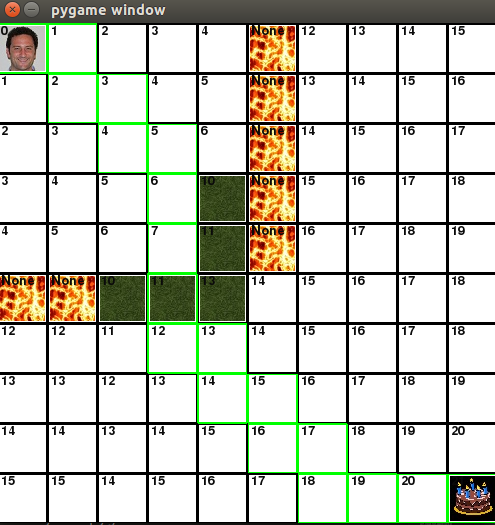 pygame window
0 1 2 3 4 None 12 13 14 15
1 2 3 4 5 None 13 14 15 16
2 3 4 5 6 None 14 15 16 17
3 4 5 6 10 None 15 16 17 18
4 5 6 7 11 None 16 17 18 19
None None 10 11 13 14 15 16 17 18
12 12 11 12 13 14 15 16 17 18
13 13 12 13 14 15 16 17 18 19
14 14 13 14 15 16 17 18 19 20
15 15 14 15 16 17 18 19 20